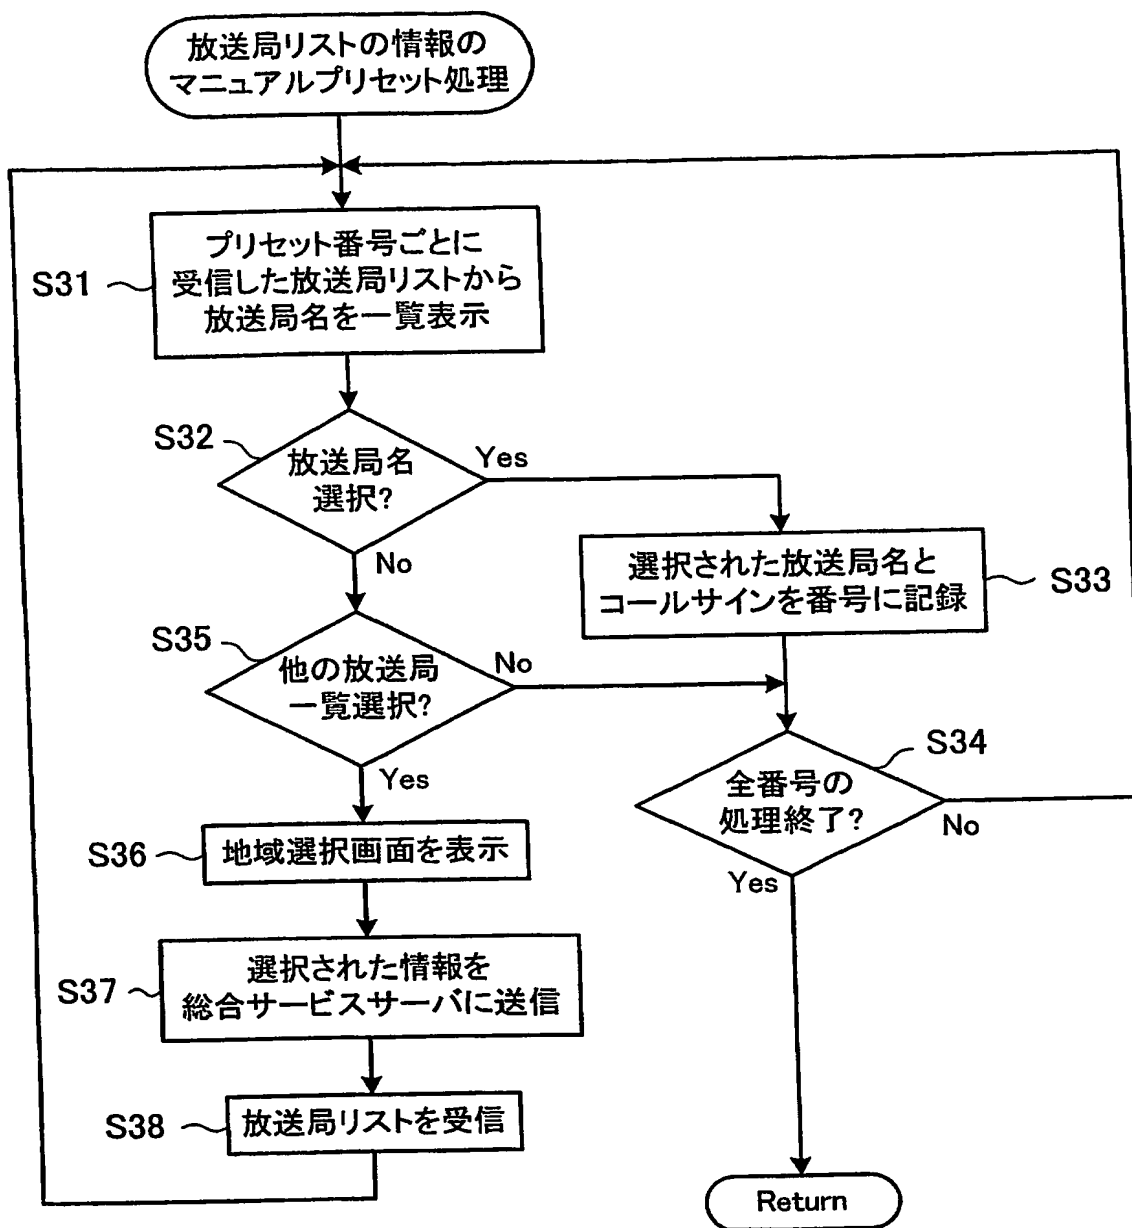 放送局リストの情報の
マニュアルプリセット処理
S31
プリセット番号ごとに
受信した放送局リストから
放送局名を一覧表示
S32
放送局名
選択?
Yes
No
選択された放送局名と
コールサインを番号に記録
S33
S35
他の放送局
一覧選択?
No
Yes
S34
全番号の
処理終了?
No
Yes
S36
地域選択画面を表示
S37
選択された情報を
総合サービスサーバに送信
S38
放送局リストを受信
Return